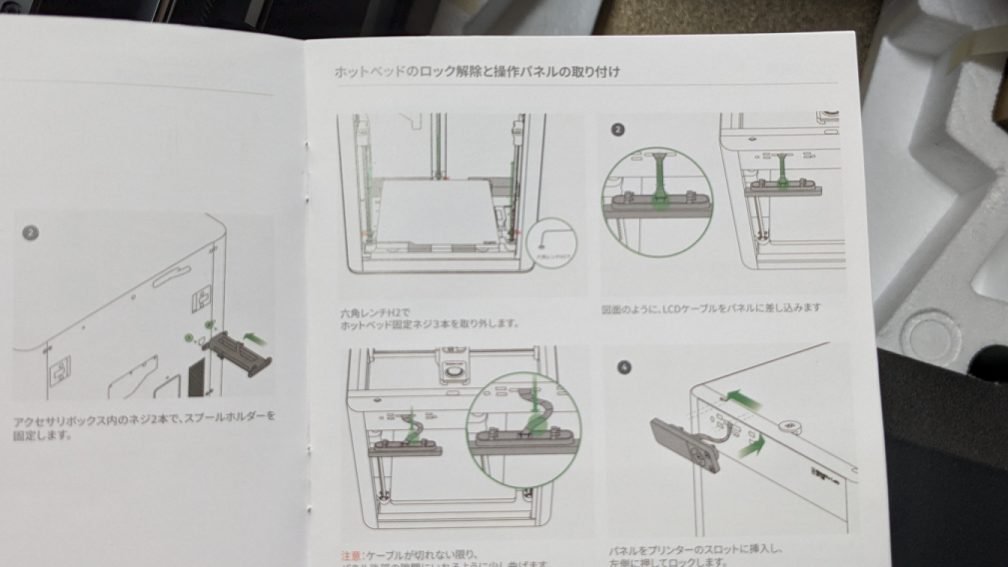 2
アクセサリボックス内のネジ2本で、スプールホルダーを
固定します。
ホットベッドのロック解除と操作パネルの取り付け
六角レンチH2で
ホットベッド固定ネジ3本を取り外します。
2
図面のように、LCDケーブルをパネルに差し込みます
注意:ケーブルが切れない限り、
4
パネルをプリンターのスロットに挿入し、
左側に押してロックします。